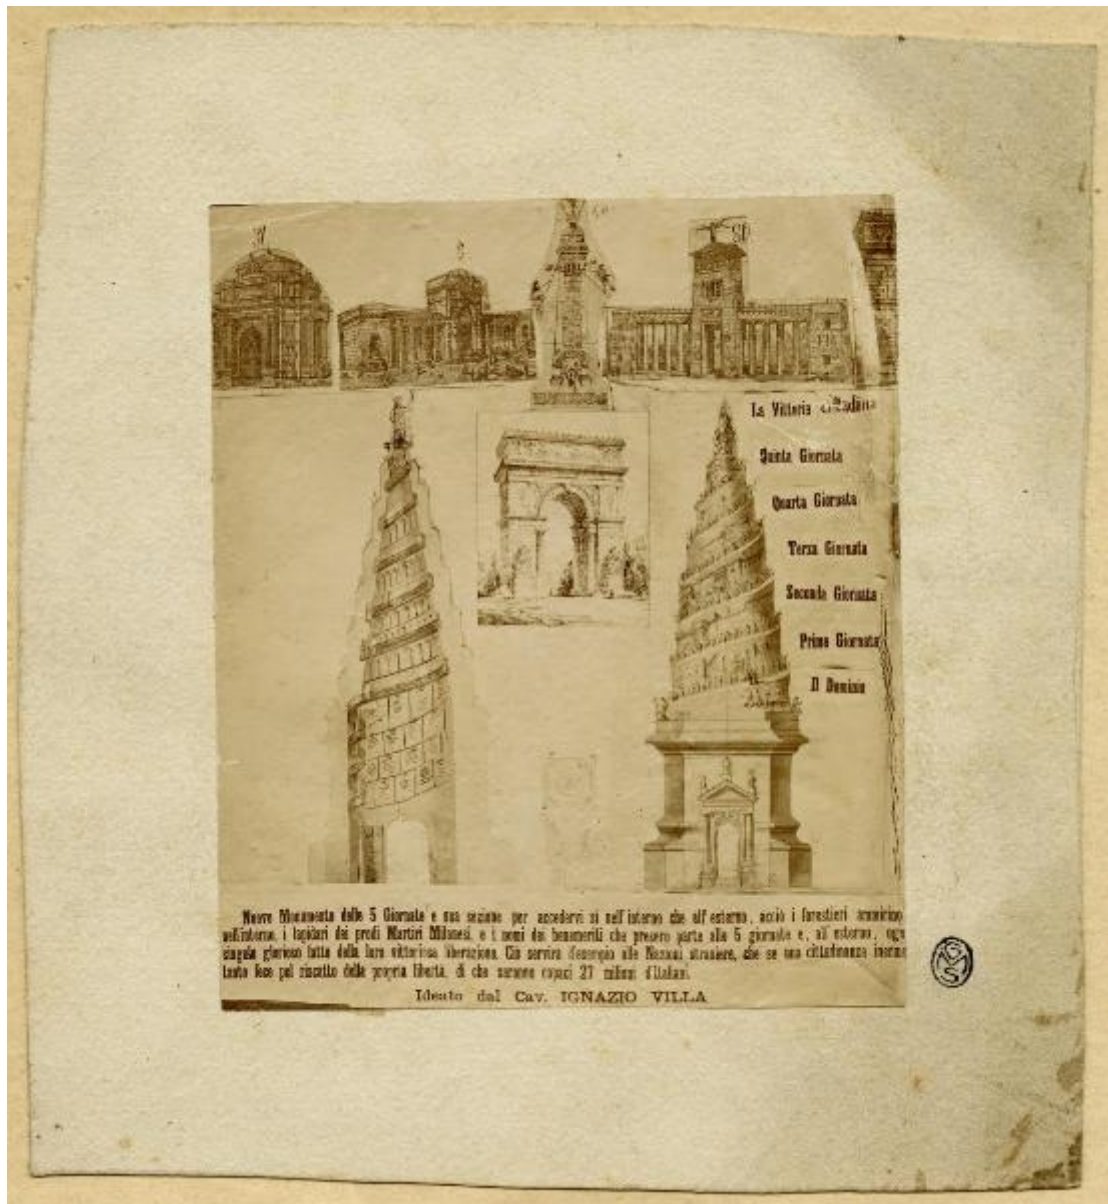 La Vittoria Cittadina
Quinta Giornata
Quarta Giornata
Terza Giornata
Seconda Giornata
Prima Giornata
Il Dominio
Nuovo Monumento delle 5 Giornate e sua sezione per accedervi si nell'interno che all'esterno, acciò i forestieri ammirino
nell'interno, i lapidari dei prodi Martiri Milanesi, e i nomi dei benemeriti che presero parte alle 5 giornate e, all'esterno, ogni
singolo glorioso fatto della loro vittoriosa liberazione. Ciò servirà d'esempio alle Nazioni straniere, che se una cittadinanza inerme
tanto fece pel riscatto della propria libertà, di che saranno capaci 27 milioni d'Italiani.
Ideato dal Cav. IGNAZIO VILLA